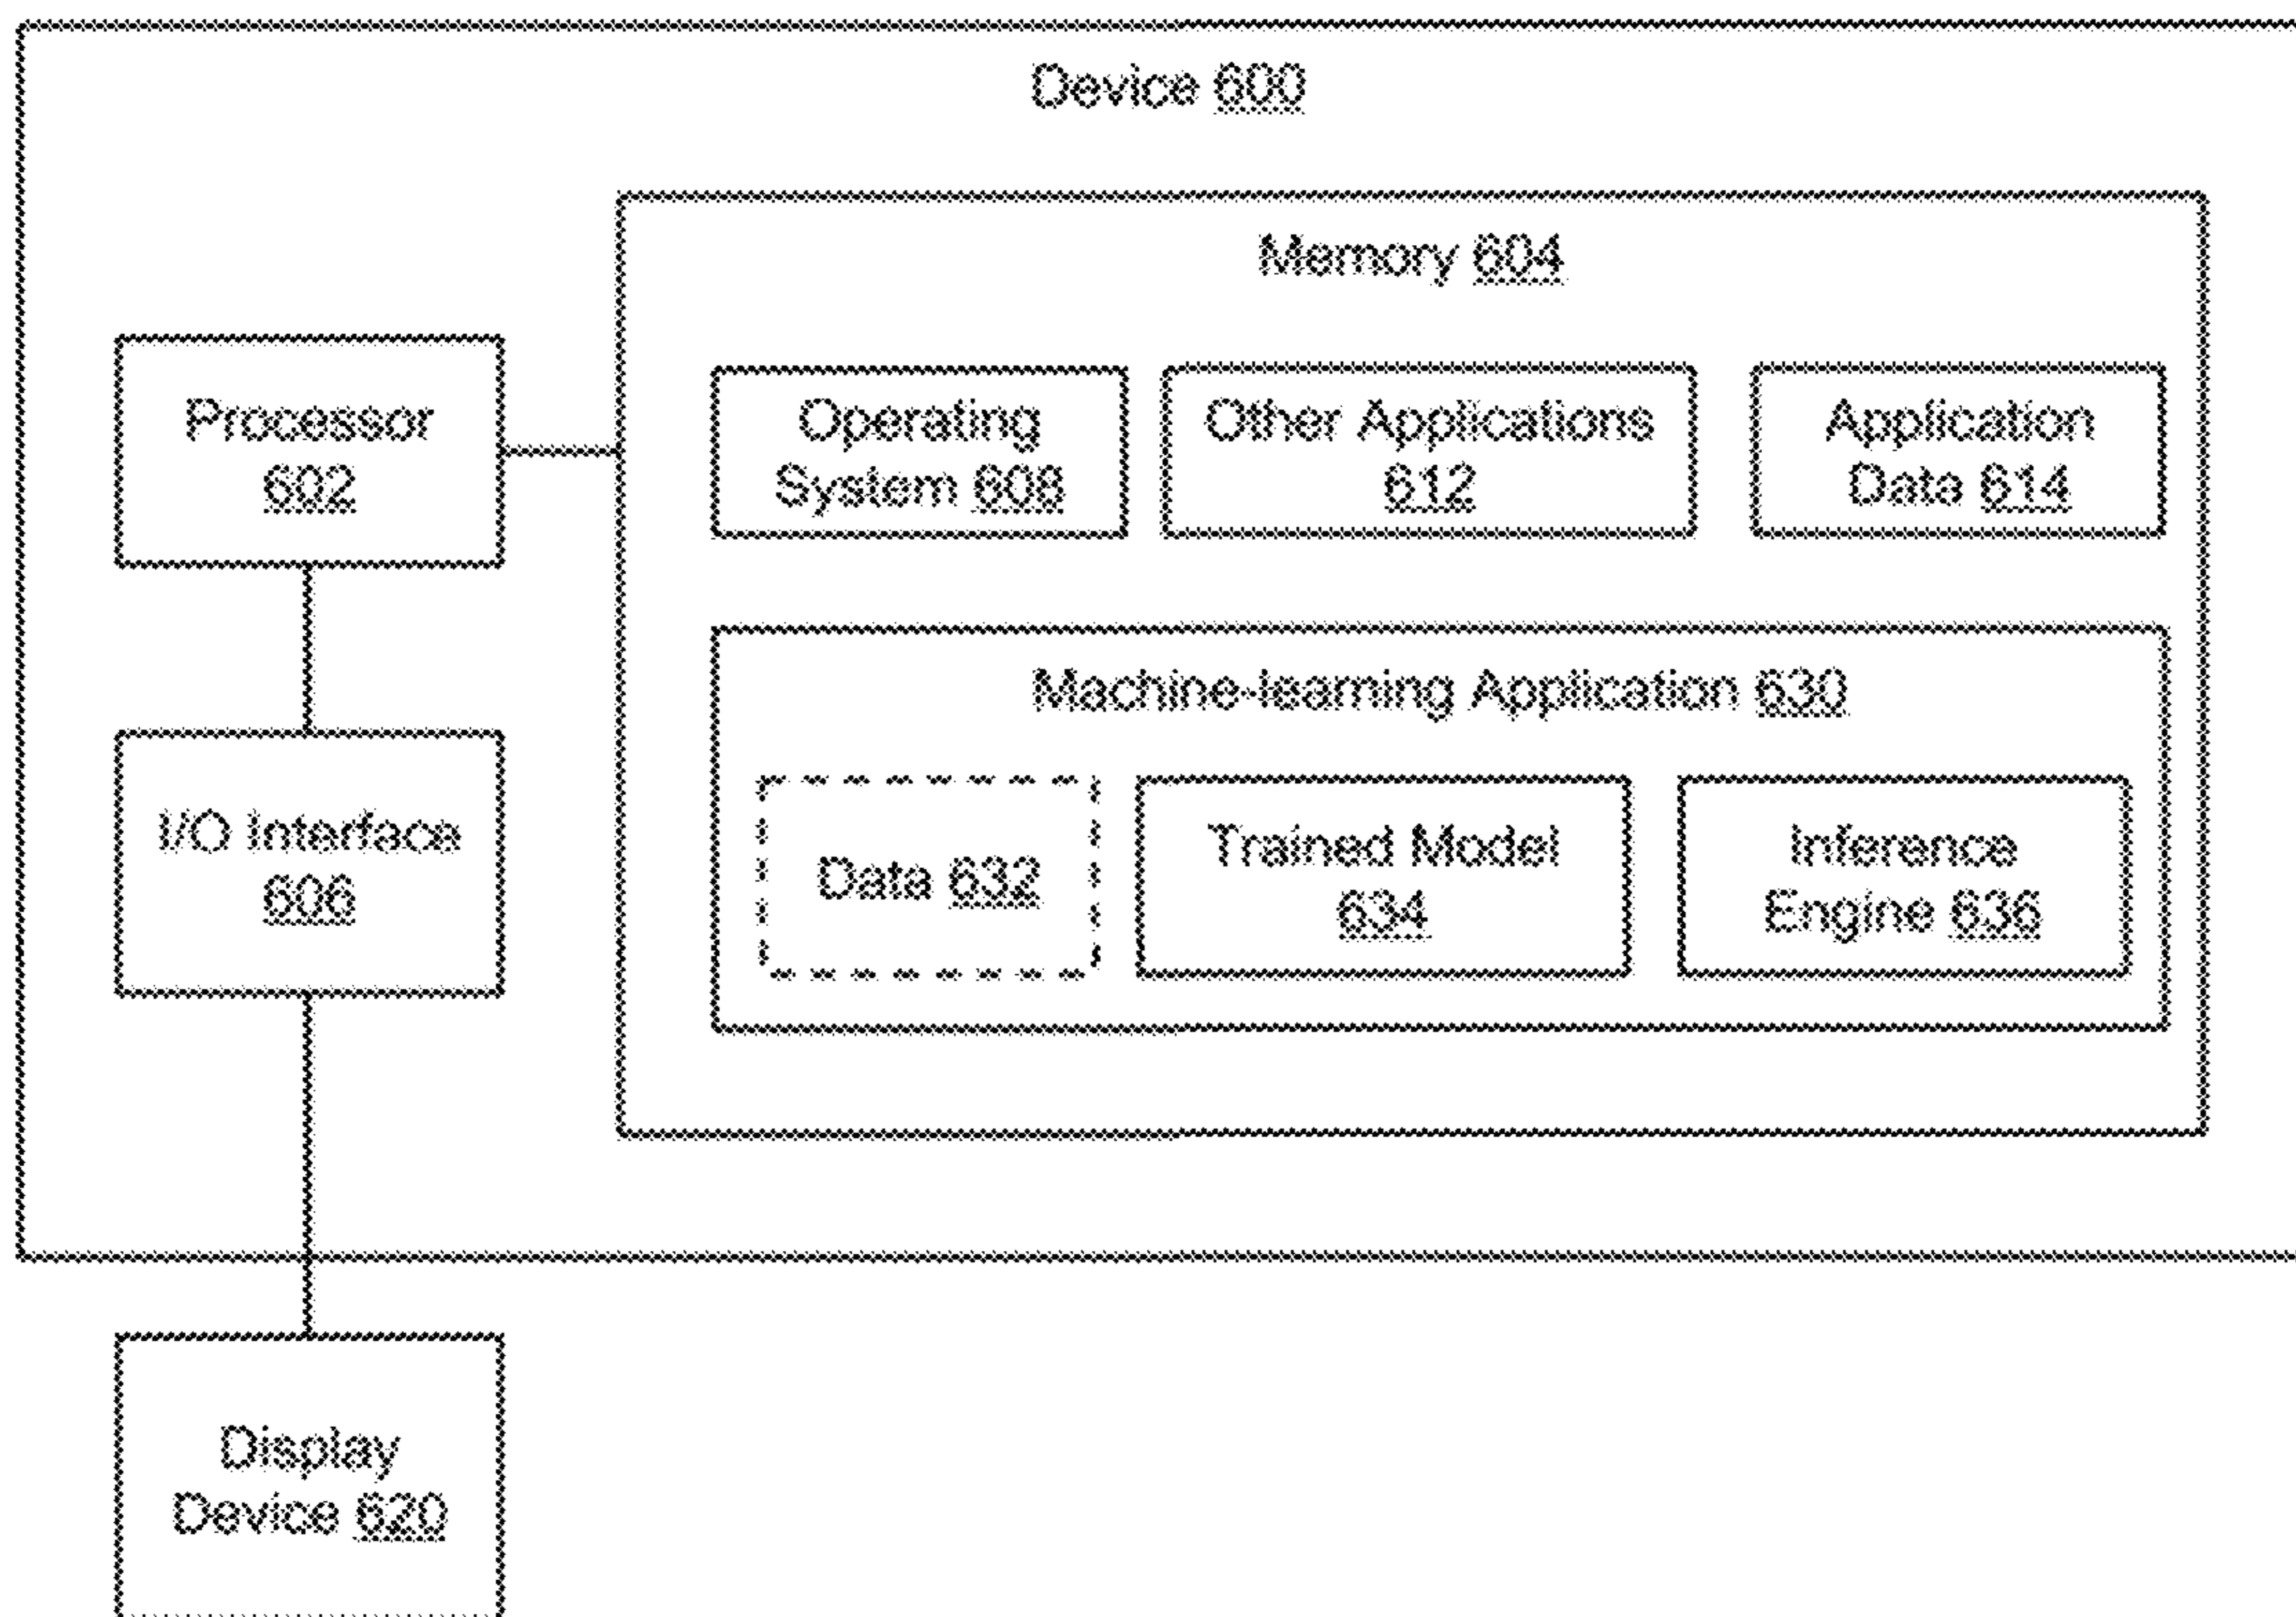 Device 600
Memory 604
Processor
602
Operating
System 608
Other Applications
612
Application
Data 614
Machine-learning Application 630
I/O Interface
606
Data 632
Trained Model
634
Inference
Engine 636
Display
Device 620